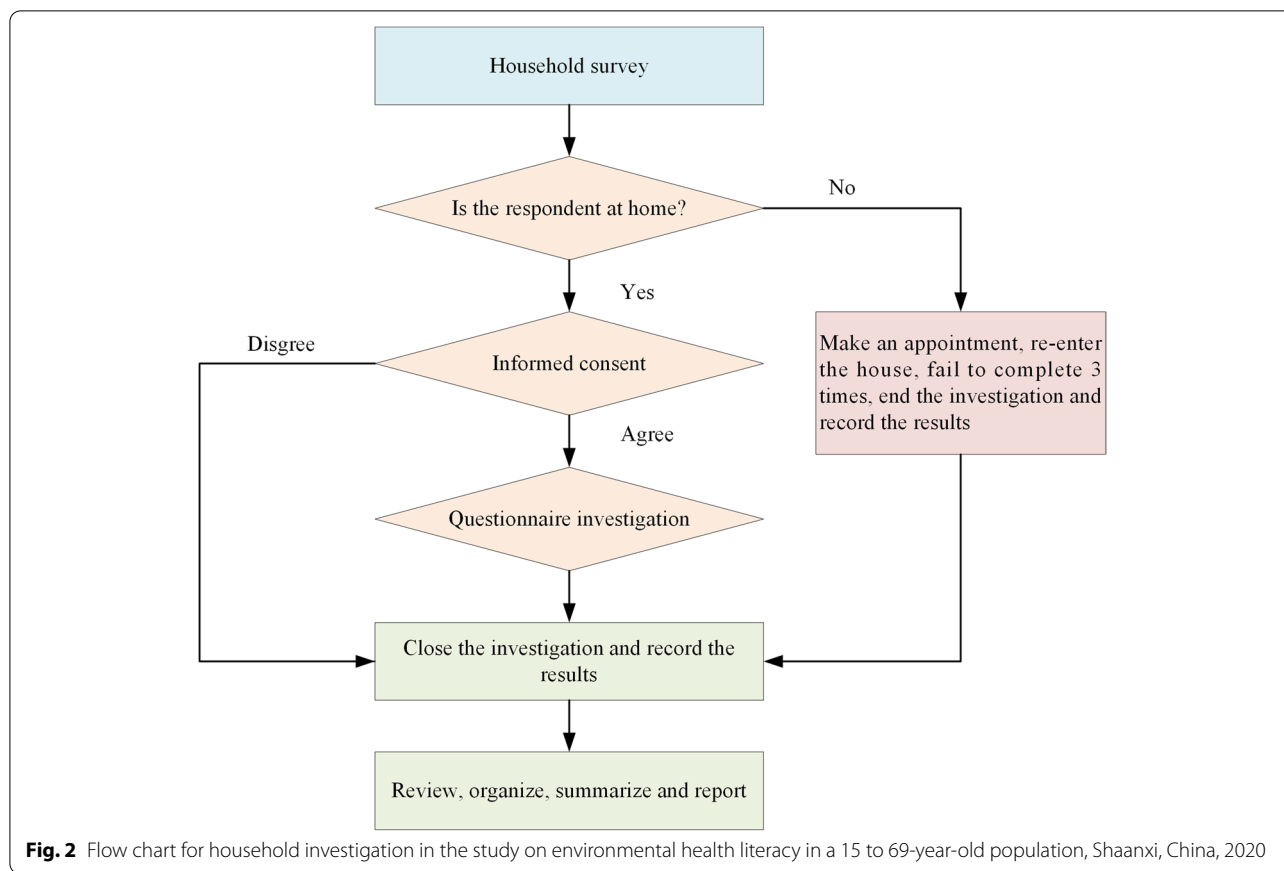 Household survey
Is the respondent at home?
No
Yes
Disgree
Informed consent
Make an appointment, re-enter
the house, fail to complete 3
times, end the investigation and
record the results
Agree
Questionnaire investigation
Close the investigation and record the
results
Review, organize, summarize and report
Fig. 2 Flow chart for household investigation in the study on environmental health literacy in a 15 to 69-year-old population, Shaanxi, China, 2020